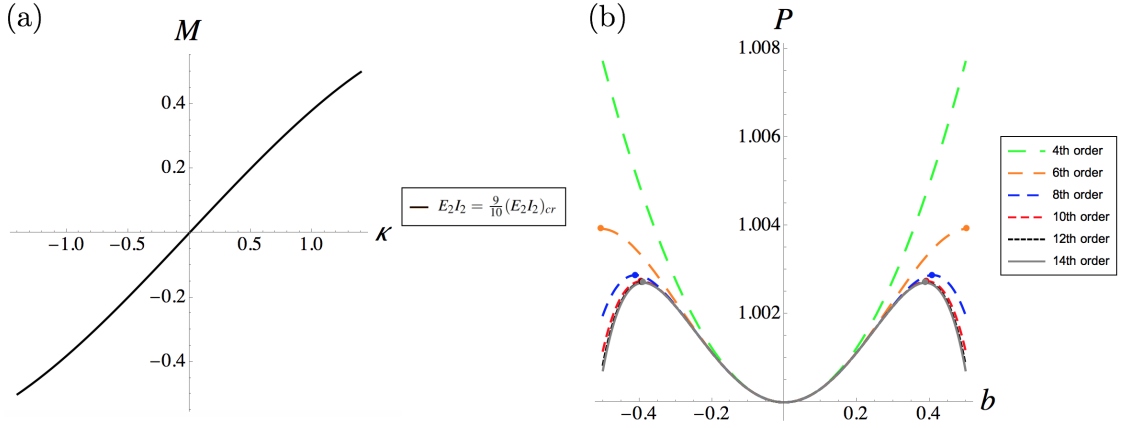 (a)
M
0.4
0.2
−1.0 −0.5 0.5 1.0 κ
−0.2
−0.4
E₂I₂ = 9/10 (E₂I₂)cr
(b)
P
1.008
1.006
1.004
1.002
−0.4 −0.2 0.2 0.4 b
4th order
6th order
8th order
10th order
12th order
14th order